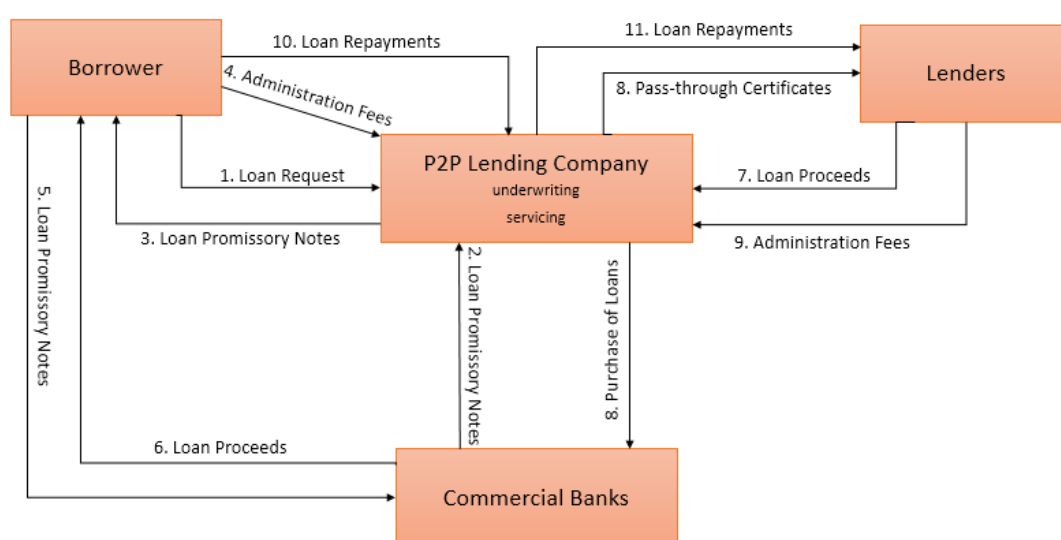 10. Loan Repayments
11. Loan Repayments
Borrower
4. Administration Fees
8. Pass-through Certificates
Lenders
P2P Lending Company
underwriting
servicing
1. Loan Request
7. Loan Proceeds
3. Loan Promissory Notes
9. Administration Fees
5. Loan Promissory Notes
2. Loan Promissory Notes
8. Purchase of Loans
6. Loan Proceeds
Commercial Banks